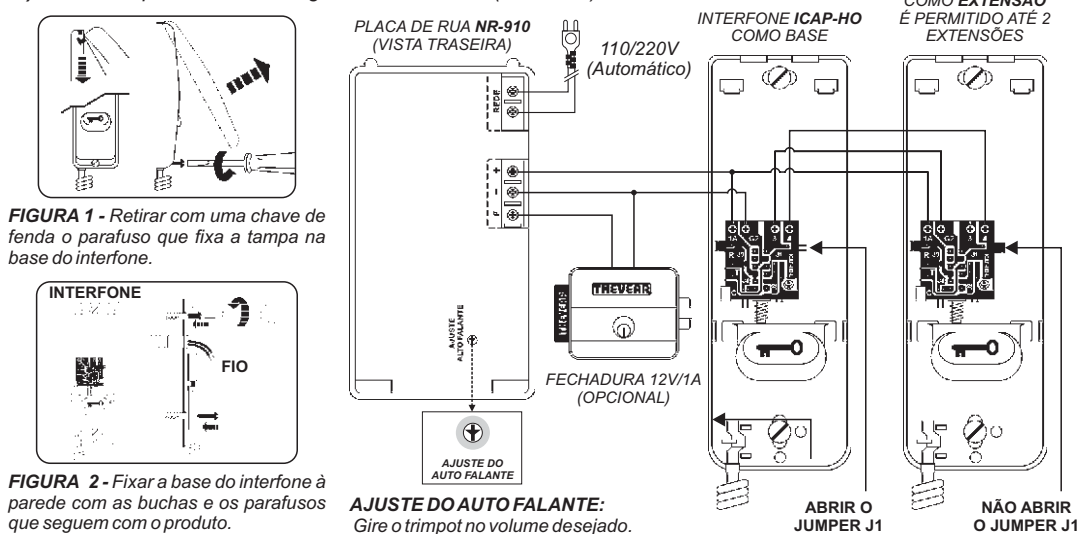 PLACA DE RUA NR-910
(VISTA TRASEIRA)
110/220V
(Automático)
INTERFONE ICAP-HO
COMO BASE
COMO EXTENSÃO
É PERMITIDO ATÉ 2
EXTENSÕES
REDE
+
-
F
FIGURA 1 - Retirar com uma chave de
fenda o parafuso que fixa a tampa na
base do interfone.
INTERFONE
FIO
FIGURA 2 - Fixar a base do interfone à
parede com as buchas e os parafusos
que seguem com o produto.
AJUSTE
ALTO FALANTE
THEVEAR
THEVEAR
FECHADURA 12V/1A
(OPCIONAL)
AJUSTE DO
AUTO FALANTE
AJUSTE DO AUTO FALANTE:
Gire o trimpot no volume desejado.
ABRIR O
JUMPER J1
NÃO ABRIR
O JUMPER J1